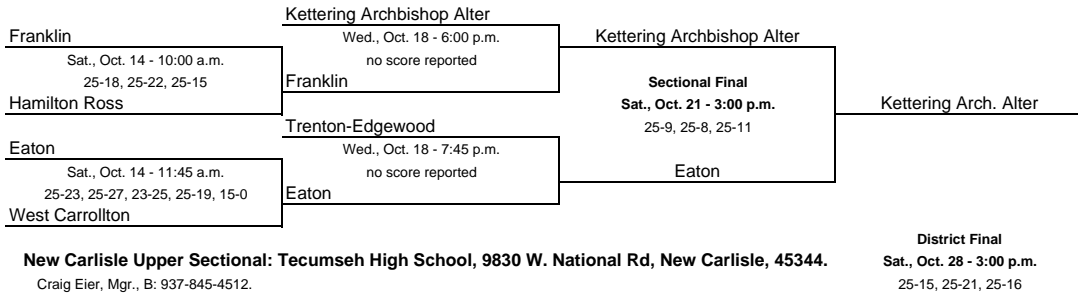 Kettering Archbishop Alter
Franklin
Wed., Oct. 18 - 6:00 p.m.
Kettering Archbishop Alter
Sat., Oct. 14 - 10:00 a.m.
no score reported
25-18, 25-22, 25-15
Franklin
Sectional Final
Hamilton Ross
Sat., Oct. 21 - 3:00 p.m.
Kettering Arch. Alter
Trenton-Edgewood
25-9, 25-8, 25-11
Eaton
Wed., Oct. 18 - 7:45 p.m.
Sat., Oct. 14 - 11:45 a.m.
no score reported
Eaton
25-23, 25-27, 23-25, 25-19, 15-0
Eaton
West Carrollton
District Final
New Carlisle Upper Sectional: Tecumseh High School, 9830 W. National Rd, New Carlisle, 45344.
Sat., Oct. 28 - 3:00 p.m.
Craig Eier, Mgr., B: 937-845-4512.
25-15, 25-21, 25-16